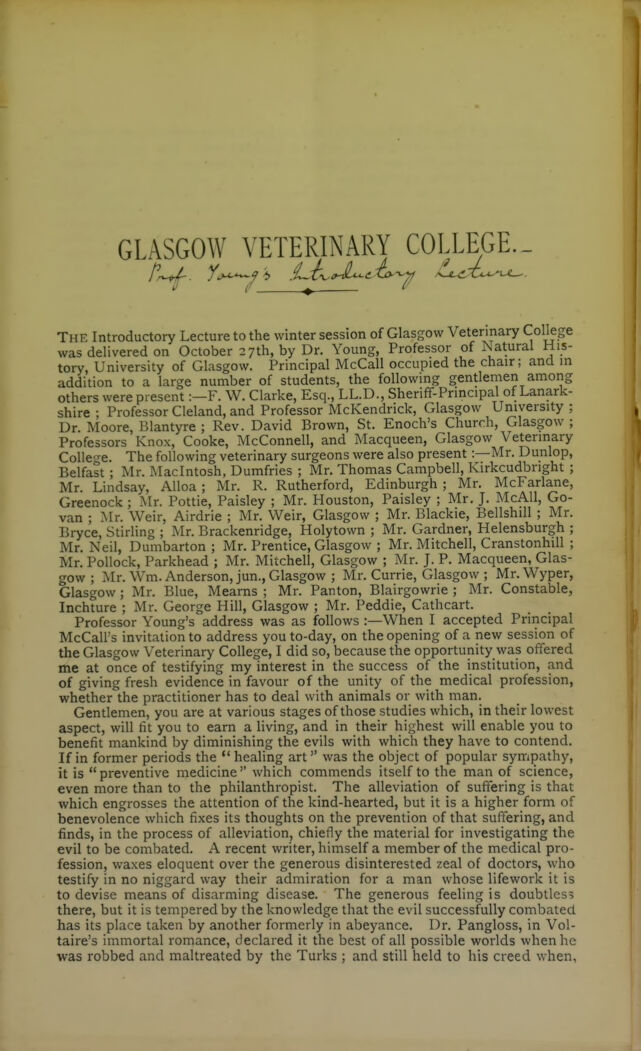 GLASGOW VETERINARY COLLEGE.
Prof. Young's Introductory Lecture.
THE Introductory Lecture to the winter session of Glasgow Veterinary College
was delivered on October 27th, by Dr. Young, Professor of Natural His-
tory, University of Glasgow. Principal McCall occupied the chair; and in
addition to a large number of students, the following gentlemen among
others were present:—F. W. Clarke, Esq., LL.D., Sheriff-Principal of Lanark-
shire ; Professor Cleland, and Professor McKendrick, Glasgow University ;
Dr. Moore, Blantyre ; Rev. David Brown, St. Enoch's Church, Glasgow ;
Professors Knox, Cooke, McConnell, and Macqueen, Glasgow Veterinary
College. The following veterinary surgeons were also present :—Mr. Dunlop,
Belfast ; Mr. MacIntosh, Dumfries ; Mr. Thomas Campbell, Kirkcudbright ;
Mr. Lindsay, Alloa ; Mr. R. Rutherford, Edinburgh ; Mr. McFarlane,
Greenock ; Mr. Pottie, Paisley ; Mr. Houston, Paisley ; Mr. J. McAll, Go-
van ; Mr. Weir, Airdrie ; Mr. Weir, Glasgow ; Mr. Blackie, Bellshill ; Mr.
Bryce, Stirling ; Mr. Brackenridge, Holytown ; Mr. Gardner, Helensburgh ;
Mr. Neil, Dumbarton ; Mr. Prentice, Glasgow ; Mr. Mitchell, Cranstonhill ;
Mr. Pollock, Parkhead ; Mr. Mitchell, Glasgow ; Mr. J. P. Macqueen, Glas-
gow ; Mr. Wm. Anderson, jun., Glasgow ; Mr. Currie, Glasgow ; Mr. Wyper,
Glasgow ; Mr. Blue, Mearns ; Mr. Panton, Blairgowrie ; Mr. Constable,
Inchture ; Mr. George Hill, Glasgow ; Mr. Peddie, Cathcart.
Professor Young's address was as follows :—When I accepted Principal
McCall's invitation to address you to-day, on the opening of a new session of
the Glasgow Veterinary College, I did so, because the opportunity was offered
me at once of testifying my interest in the success of the institution, and
of giving fresh evidence in favour of the unity of the medical profession,
whether the practitioner has to deal with animals or with man.
Gentlemen, you are at various stages of those studies which, in their lowest
aspect, will fit you to earn a living, and in their highest will enable you to
benefit mankind by diminishing the evils with which they have to contend.
If in former periods the "healing art" was the object of popular sympathy,
it is "preventive medicine" which commends itself to the man of science,
even more than to the philanthropist. The alleviation of suffering is that
which engrosses the attention of the kind-hearted, but it is a higher form of
benevolence which fixes its thoughts on the prevention of that suffering, and
finds, in the process of alleviation, chiefly the material for investigating the
evil to be combated. A recent writer, himself a member of the medical pro-
fession, waxes eloquent over the generous disinterested zeal of doctors, who
testify in no niggard way their admiration for a man whose lifework it is
to devise means of disarming disease. The generous feeling is doubtless
there, but it is tempered by the knowledge that the evil successfully combated
has its place taken by another formerly in abeyance. Dr. Pangloss, in Vol-
taire's immortal romance, declared it the best of all possible worlds when he
was robbed and maltreated by the Turks ; and still held to his creed when,